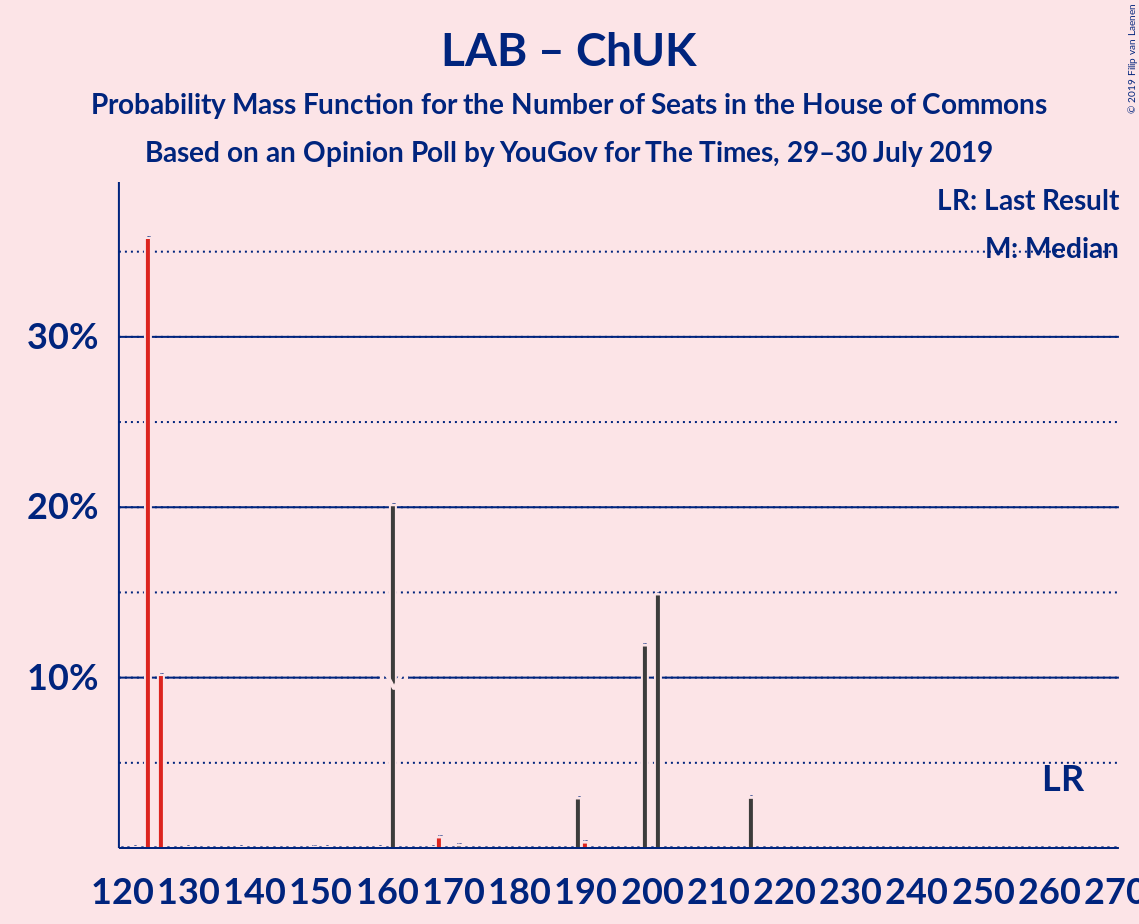 © 2019 Filip van Laenen
LAB – ChUK
Probability Mass Function for the Number of Seats in the House of Commons
Based on an Opinion Poll by YouGov for The Times, 29–30 July 2019
LR: Last Result
M: Median
30%
20%
10%
LR
120 130 140 150 160 170 180 190 200 210 220 230 240 250 260 270